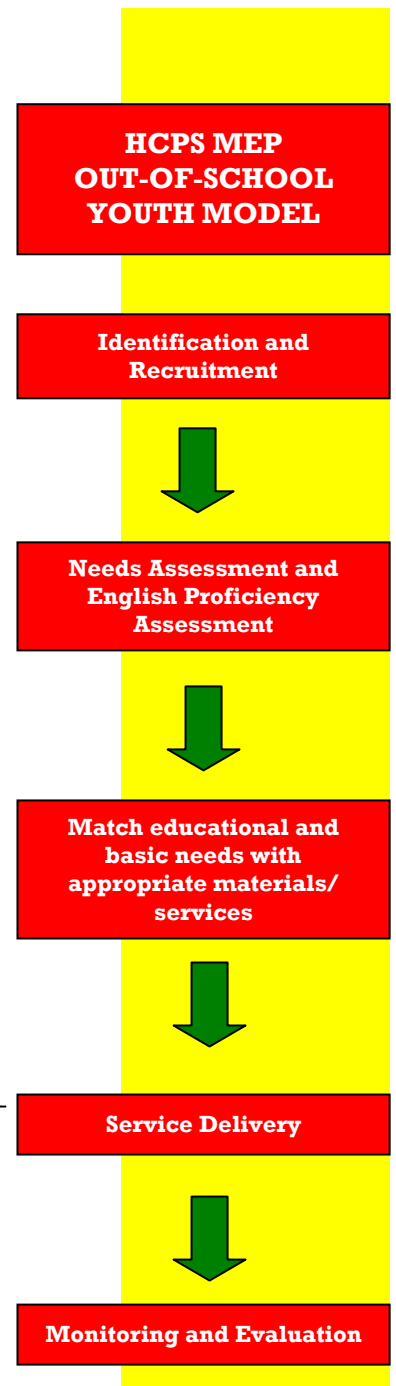 HCPS MEP
OUT-OF-SCHOOL
YOUTH MODEL
Identification and
Recruitment
Needs Assessment and
English Proficiency
Assessment
Match educational and
basic needs with
appropriate materials/
services
Service Delivery
Monitoring and Evaluation